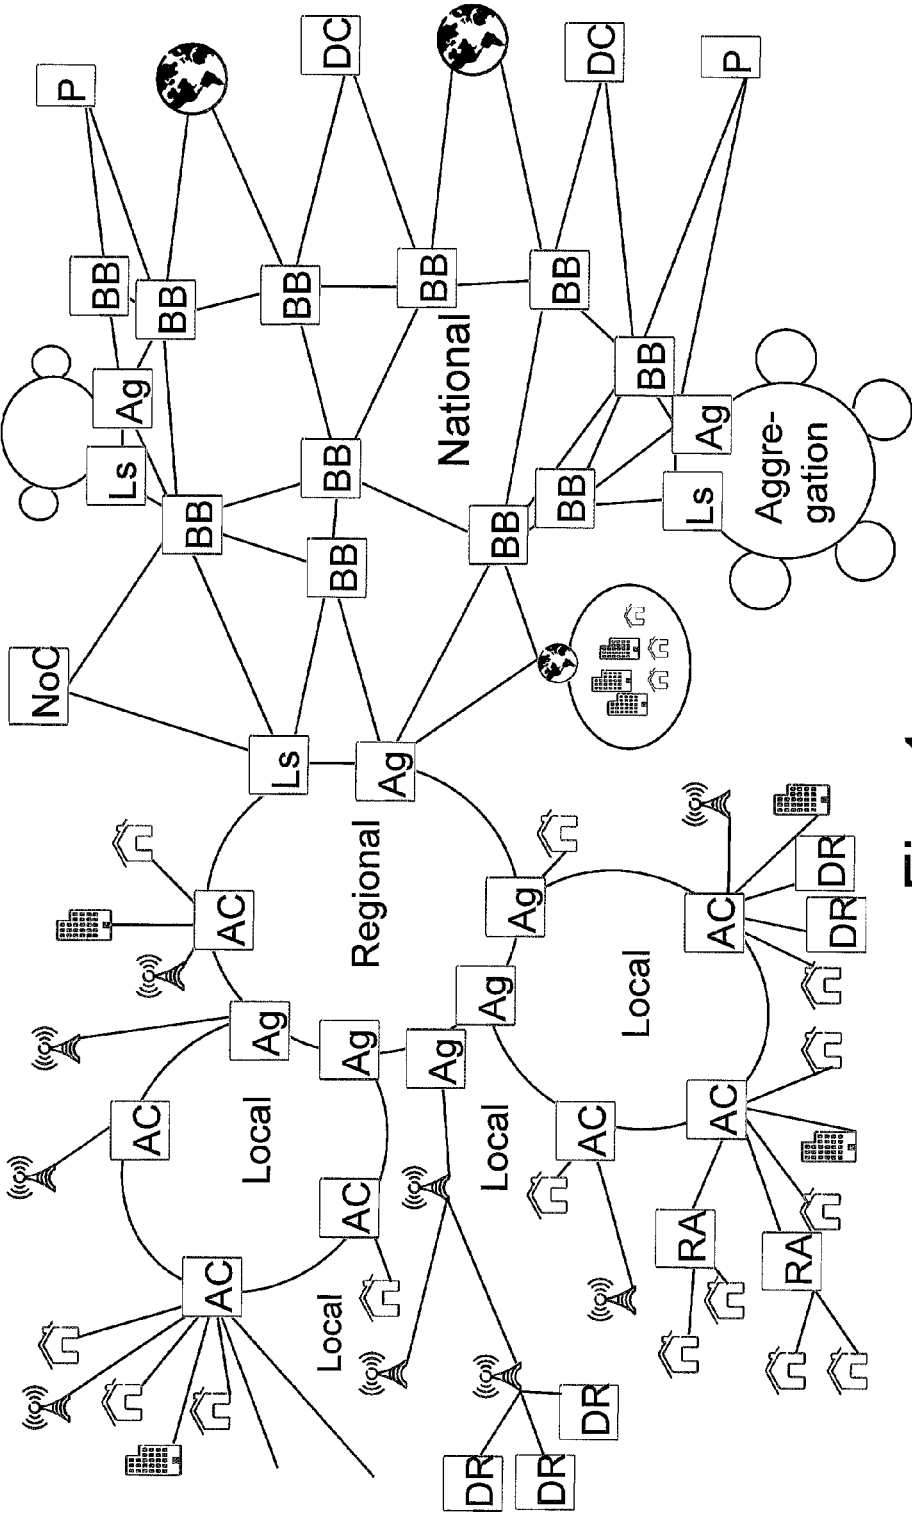 NoC
P
BB
Ls
Ag
AC
BB
BB
AC
AC
Local
Ag
Ls
BB
DC
Local
BB
BB
AC
Ag
Regional
Ag
BB
Ag
National
DR
Local
Ag
BB
Ag
DR
BB
BB
DR
AC
DC
Local
BB
RA
Ls
Ag
AC
AC
P
Aggre-
gation
RA
DR
DR